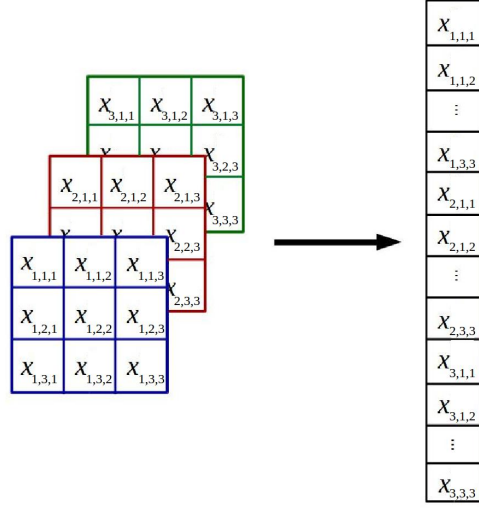 x3,1,1 x3,1,2 x3,1,3
x x x3,2,3
x2,1,1 x2,1,2 x2,1,3
x3,3,3
x x x2,2,3
x1,1,1 x1,1,2 x1,1,3
x2,3,3
x1,2,1 x1,2,2 x1,2,3
x1,3,1 x1,3,2 x1,3,3
x1,1,1
x1,1,2
⋮
x1,3,3
x2,1,1
x2,1,2
⋮
x2,3,3
x3,1,1
x3,1,2
⋮
x3,3,3